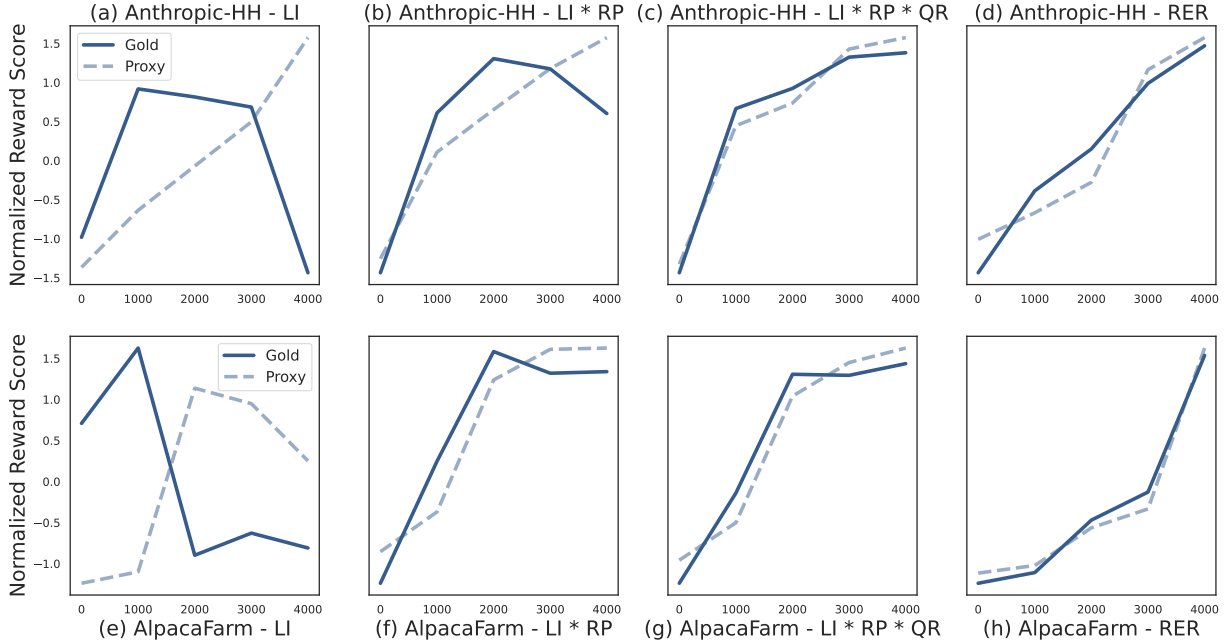 (a) Anthropic-HH - LI
(b) Anthropic-HH - LI * RP
(c) Anthropic-HH - LI * RP * QR
(d) Anthropic-HH - RER
Normalized Reward Score
1.5
1.0
0.5
0.0
−0.5
−1.0
−1.5
Gold
Proxy
0 1000 2000 3000 4000
0 1000 2000 3000 4000
0 1000 2000 3000 4000
0 1000 2000 3000 4000
Normalized Reward Score
1.5
1.0
0.5
0.0
−0.5
−1.0
Gold
Proxy
0 1000 2000 3000 4000
0 1000 2000 3000 4000
0 1000 2000 3000 4000
0 1000 2000 3000 4000
(e) AlpacaFarm - LI
(f) AlpacaFarm - LI * RP
(g) AlpacaFarm - LI * RP * QR
(h) AlpacaFarm - RER